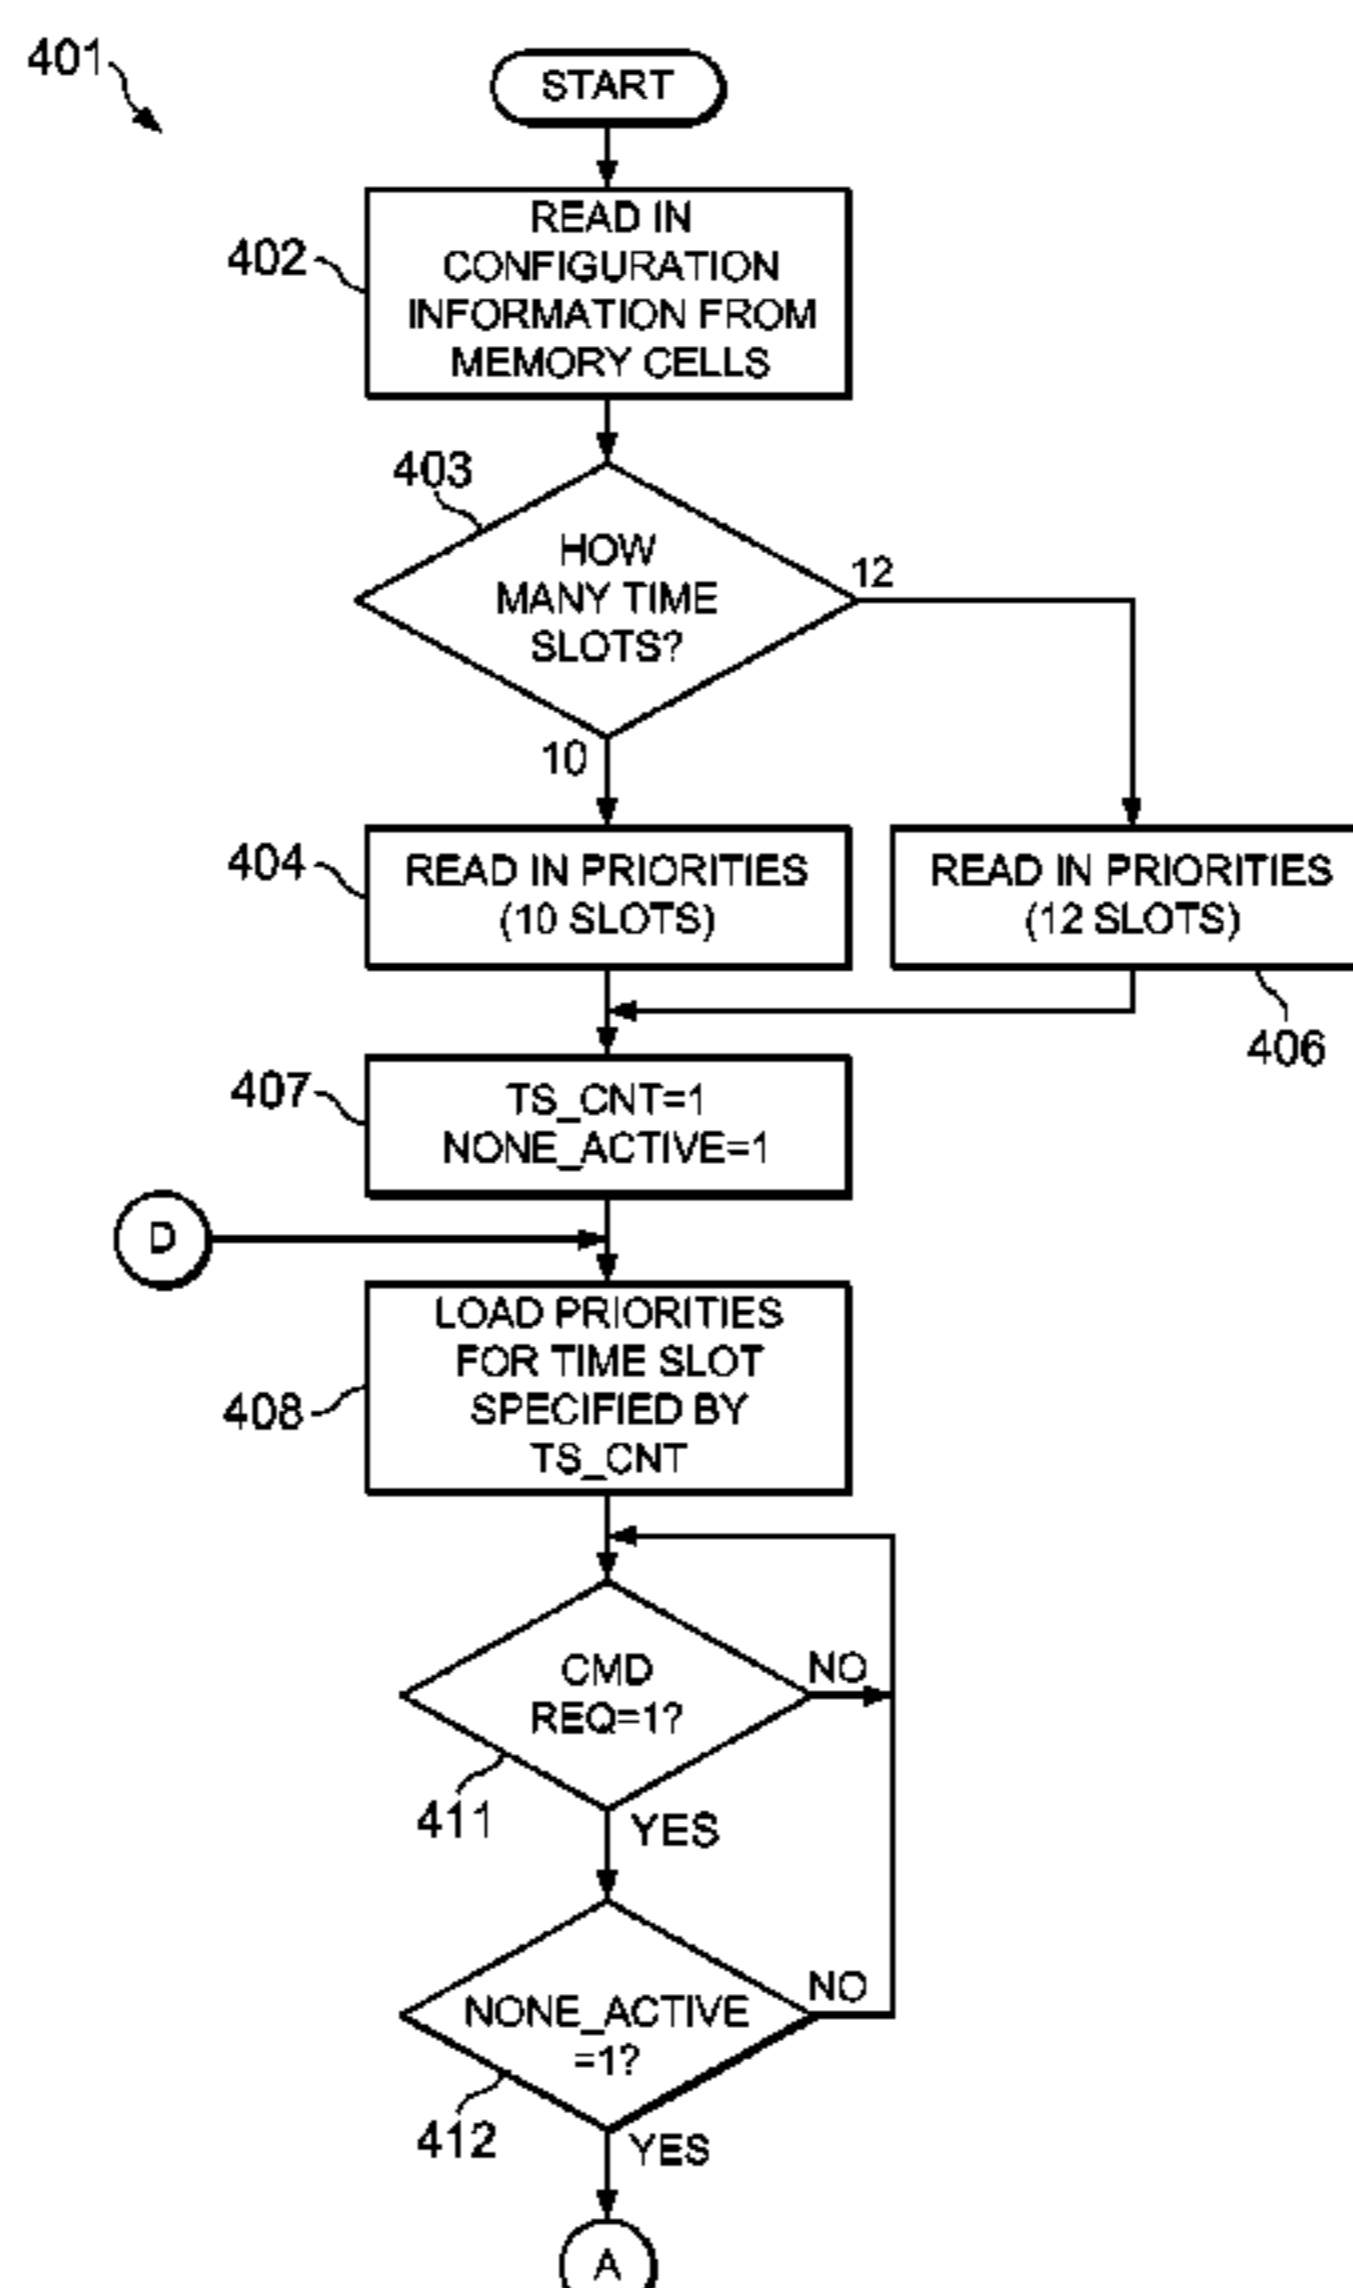 401
START
402
READ IN
CONFIGURATION
INFORMATION FROM
MEMORY CELLS
403
HOW
MANY TIME
SLOTS?
12
10
404
READ IN PRIORITIES
(10 SLOTS)
READ IN PRIORITIES
(12 SLOTS)
406
407
TS_CNT=1
NONE_ACTIVE=1
D
408
LOAD PRIORITIES
FOR TIME SLOT
SPECIFIED BY
TS_CNT
CMD
REQ=1?
NO
411
YES
NONE_ACTIVE
=1?
NO
412
YES
A